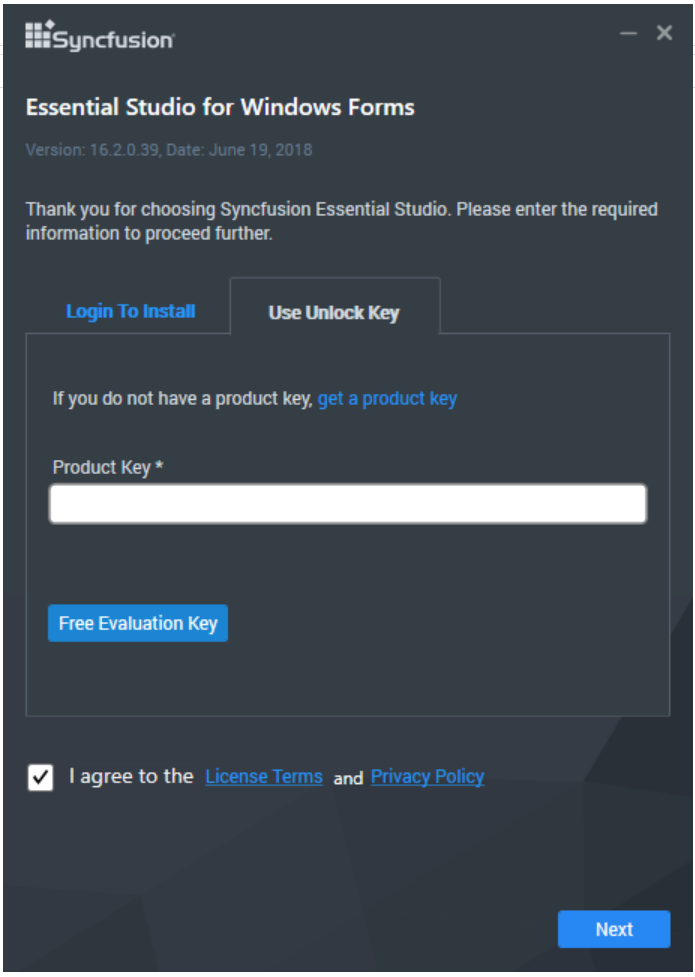 Syncfusion
Essential Studio for Windows Forms
Version: 16.2.0.39, Date: June 19, 2018
Thank you for choosing Syncfusion Essential Studio. Please enter the required
information to proceed further.
Login To Install
Use Unlock Key
If you do not have a product key, get a product key
Product Key *
Free Evaluation Key
I agree to the License Terms and Privacy Policy
Next